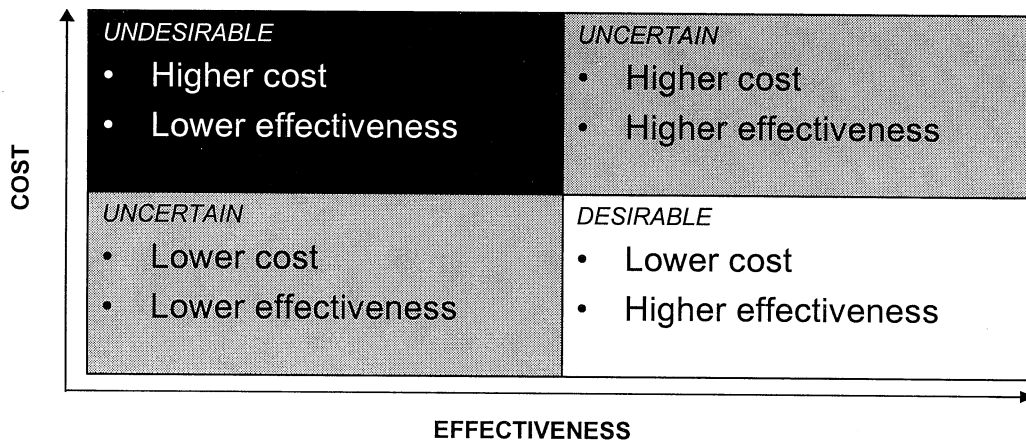 COST
UNDESIRABLE
• Higher cost
• Lower effectiveness
UNCERTAIN
• Higher cost
• Higher effectiveness
UNCERTAIN
• Lower cost
• Lower effectiveness
DESIRABLE
• Lower cost
• Higher effectiveness
EFFECTIVENESS